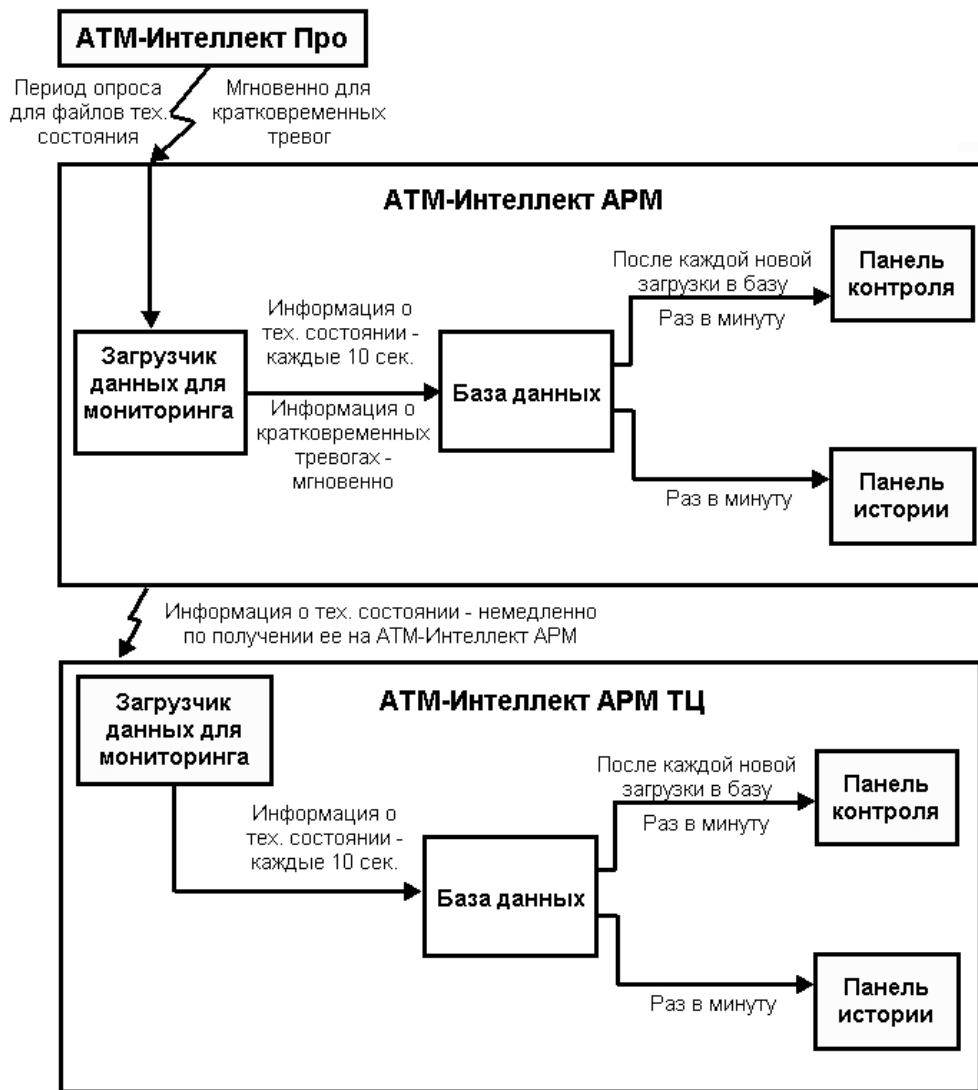 АТМ-Интеллект Про
Период опроса
для файлов тех.
состояния
Мгновенно для
кратковременных
тревог
АТМ-Интеллект АРМ
Загрузчик
данных для
мониторинга
Информация о
тех. состоянии -
каждые 10 сек.
Информация о
кратковременных
тревогах -
мгновенно
База данных
После каждой новой
загрузки в базу
Раз в минуту
Панель
контроля
Раз в минуту
Панель
истории
Информация о тех. состоянии - немедленно
по получении ее на АТМ-Интеллект АРМ
АТМ-Интеллект АРМ ТЦ
Загрузчик
данных для
мониторинга
Информация о
тех. состоянии -
каждые 10 сек.
База данных
После каждой новой
загрузки в базу
Раз в минуту
Панель
контроля
Раз в минуту
Панель
истории